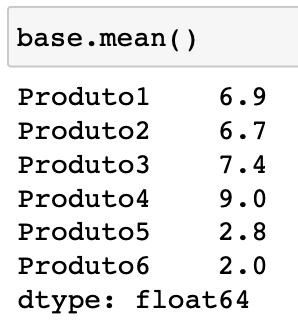 base.mean()
Produto1 6.9
Produto2 6.7
Produto3 7.4
Produto4 9.0
Produto5 2.8
Produto6 2.0
dtype: float64